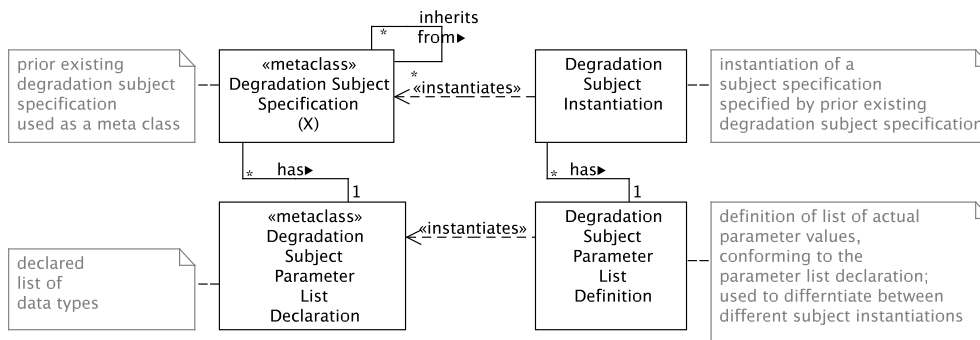 inherits
from▶
*
*
prior existing
degradation subject
specification
used as a meta class
«metaclass»
Degradation Subject
Specification
(X)
«instantiates»
Degradation
Subject
Instantiation
instantiation of a
subject specification
specified by prior existing
degradation subject specification
* has▶
1
* has▶
1
declared
list of
data types
«metaclass»
Degradation
Subject
Parameter
List
Declaration
«instantiates»
Degradation
Subject
Parameter
List
Definition
definition of list of actual
parameter values,
conforming to the
parameter list declaration;
used to differntiate between
different subject instantiations